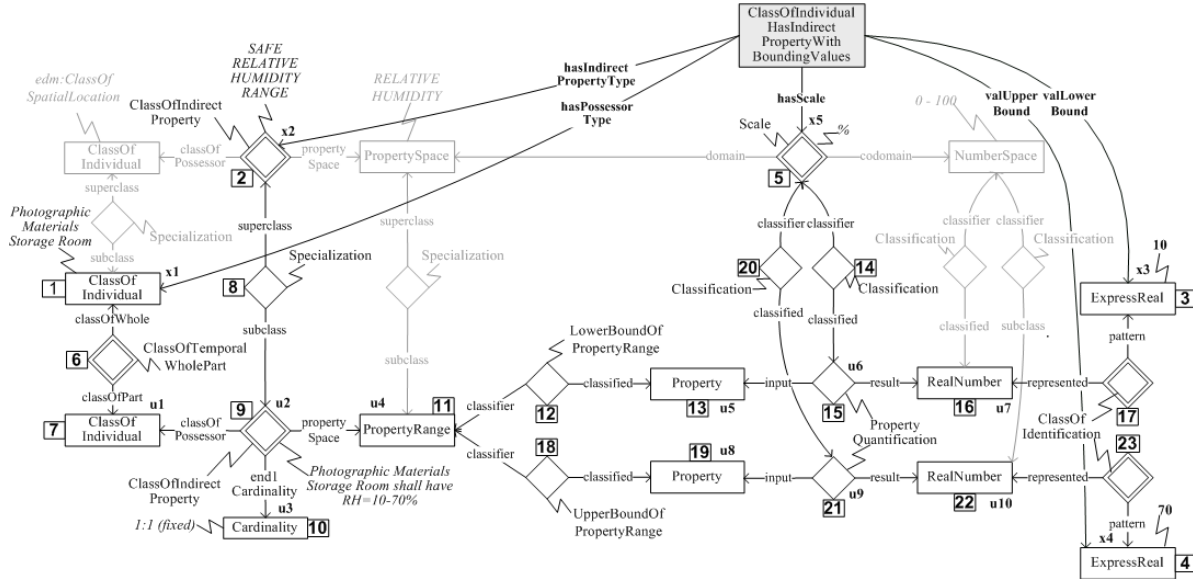 ClassOfIndividual
HasIndirect
PropertyWith
BoundingValues
SAFE
RELATIVE
HUMIDITY
RANGE
edm:ClassOf
SpatialLocation
RELATIVE
HUMIDITY
hasIndirect
PropertyType
hasPossessor
Type
hasScale
x5
0 - 100
valUpper
Bound
valLower
Bound
ClassOfIndirect
Property
x2
Scale
%
ClassOf
Individual
classOf
Possessor
property
Space
PropertySpace
domain
codomain
NumberSpace
2
5
superclass
superclass
superclass
classifier
classifier
classifier
classifier
Photographic
Materials
Storage Room
Specialization
subclass
x1
Specialization
Specialization
Classification
Classification
10
x3
1
ClassOf
Individual
8
20
14
Classification
Classification
ExpressReal
3
classOfWhole
subclass
classified
classified
classified
subclass
pattern
6
ClassOfTemporal
WholePart
subclass
LowerBoundOf
PropertyRange
classOfPart
u1
9
u2
u4
11
classifier
12
classified
Property
13
u5
input
u6
15
result
RealNumber
16
u7
represented
17
7
ClassOf
Individual
classOf
Possessor
property
Space
PropertyRange
classifier
18
19
u8
Property
Quantification
ClassOf
Identification
23
ClassOfIndirect
Property
end1
Cardinality
Photographic Materials
Storage Room shall have
RH=10-70%
classified
Property
input
u9
21
result
RealNumber
22
u10
represented
u3
1:1 (fixed)
Cardinality
10
UpperBoundOf
PropertyRange
pattern
70
x4
ExpressReal
4